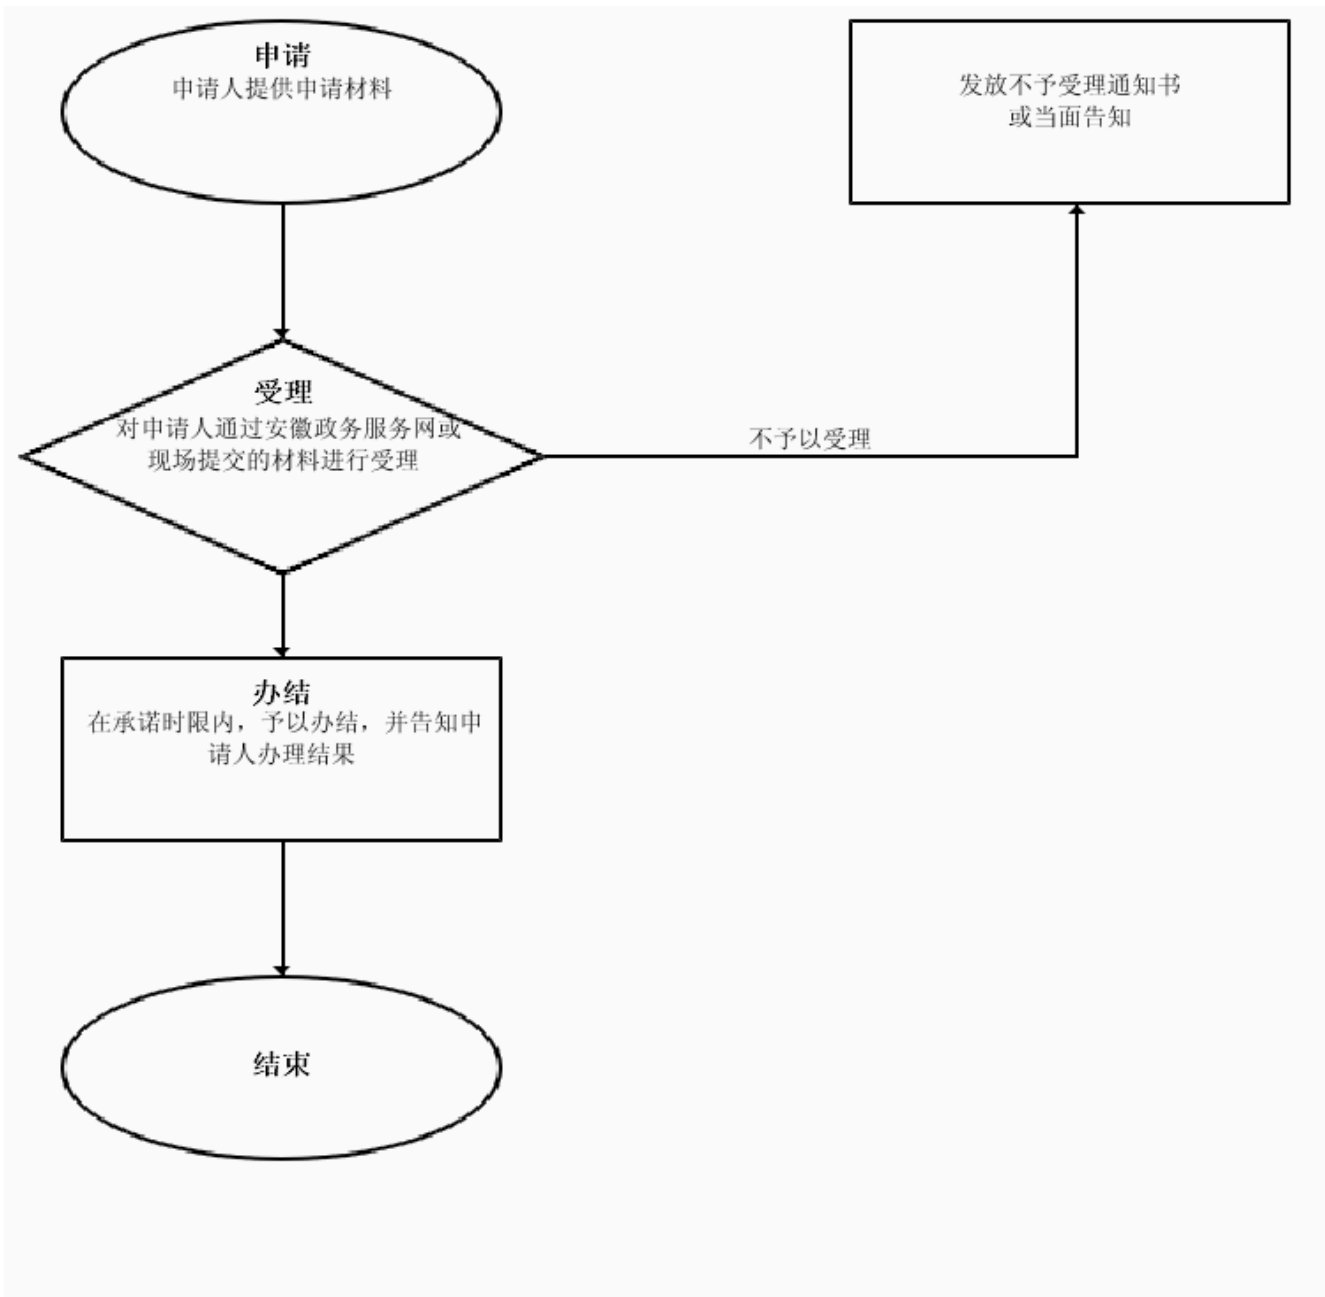 申请
申请人提供申请材料
发放不予受理通知书
或当面告知
受理
对申请人通过安徽政务服务网或
现场提交的材料进行受理
不予以受理
办结
在承诺时限内，予以办结，并告知申
请人办理结果
结束